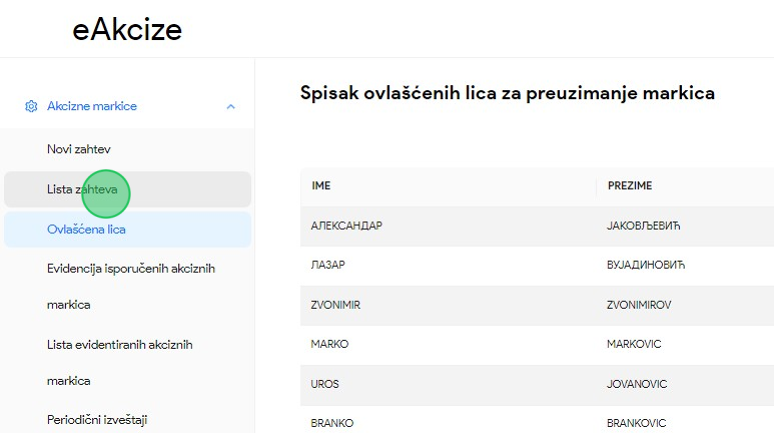 eAkcize
Akcizne markice
Novi zahtev
Lista zahteva
Ovlašćena lica
Evidencija isporučenih akciznih
markica
Lista evidentiranih akciznih
markica
Periodični izveštaji
Spisak ovlašćenih lica za preuzimanje markica
IME PREZIME
АЛЕКСАНДАР ЈАКОВЉЕВИЋ
ЛАЗАР ВУЈАДИНОВИЋ
ZVONIMIR ZVONIMIROV
MARKO MARKOVIC
UROS JOVANOVIC
BRANKO BRANKOVIC